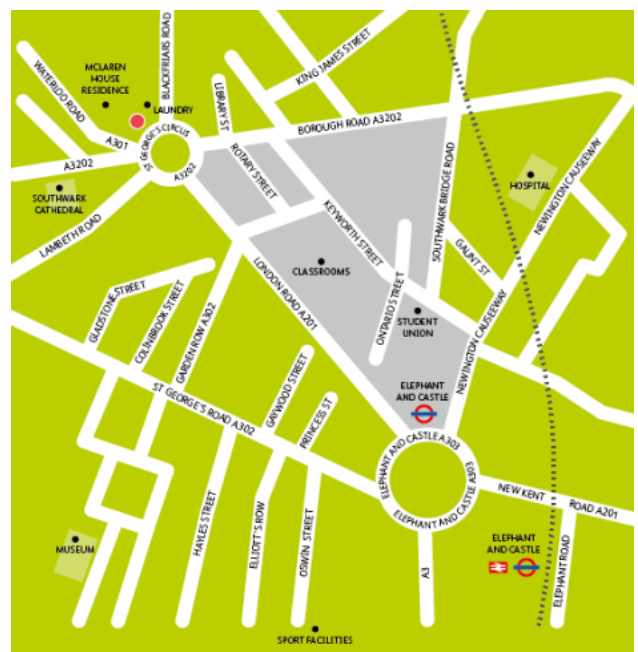 BLACKFRIARS ROAD
KING JAMES STREET
WATERLOO ROAD
MCLAREN
HOUSE
RESIDENCE
LAUNDRY
LIBRARY ST
BOROUGH ROAD A3202
A301
ST GEORGE'S CIRCUS
A3202
A3202
ROTARY STREET
SOUTHWARK
CATHEDRAL
LAMBETH ROAD
KEYWORTH STREET
SOUTHWARK BRIDGE ROAD
HOSPITAL
NEWINGTON CAUSEWAY
GAUNT ST
CLASSROOMS
LONDON ROAD A201
ONTARIO STREET
STUDENT
UNION
NEWINGTON CAUSEWAY
GLADSTONE STREET
COLINBROOK STREET
GARDEN ROW A302
ST GEORGE'S ROAD A302
GAYWOOD STREET
PRINCESS ST
ELEPHANT
AND CASTLE
ELEPHANT AND CASTLE A303
ELEPHANT AND CASTLE A303
NEW KENT ROAD A201
HAYLES STREET
ELLIOTT'S ROW
OSWIN STREET
MUSEUM
A3
ELEPHANT
AND CASTLE
ELEPHANT ROAD
SPORT FACILITIES